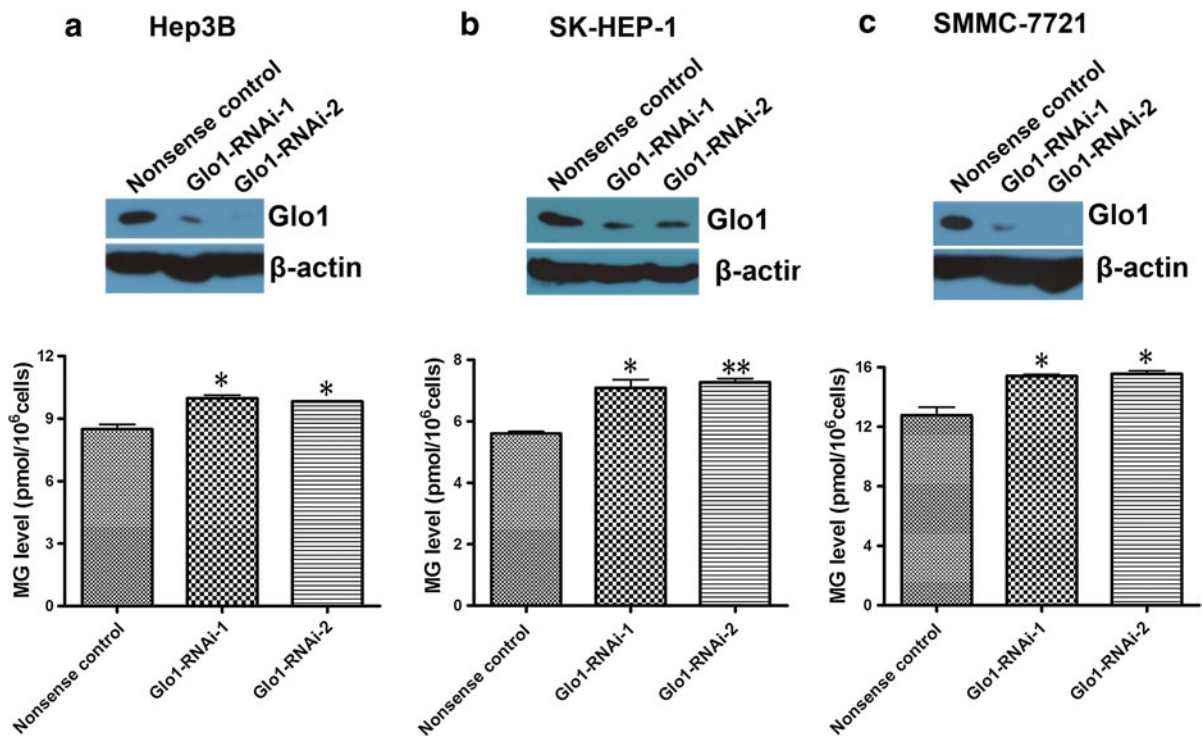 a Hep3B
Nonsense control
Glo1-RNAi-1
Glo1-RNAi-2
Glo1
β-actin
MG level (pmol/10⁶cells)
12
9
6
3
0
*
*
Nonsense control
Glo1-RNAi-1
Glo1-RNAi-2
b SK-HEP-1
Nonsense control
Glo1-RNAi-1
Glo1-RNAi-2
Glo1
β-actir
MG level (pmol/10⁶cells)
8
6
4
2
0
*
**
Nonsense control
Glo1-RNAi-1
Glo1-RNAi-2
c SMMC-7721
Nonsense control
Glo1-RNAi-1
Glo1-RNAi-2
Glo1
β-actin
MG level (pmol/10⁶cells)
16
12
8
4
0
*
*
Nonsense control
Glo1-RNAi-1
Glo1-RNAi-2